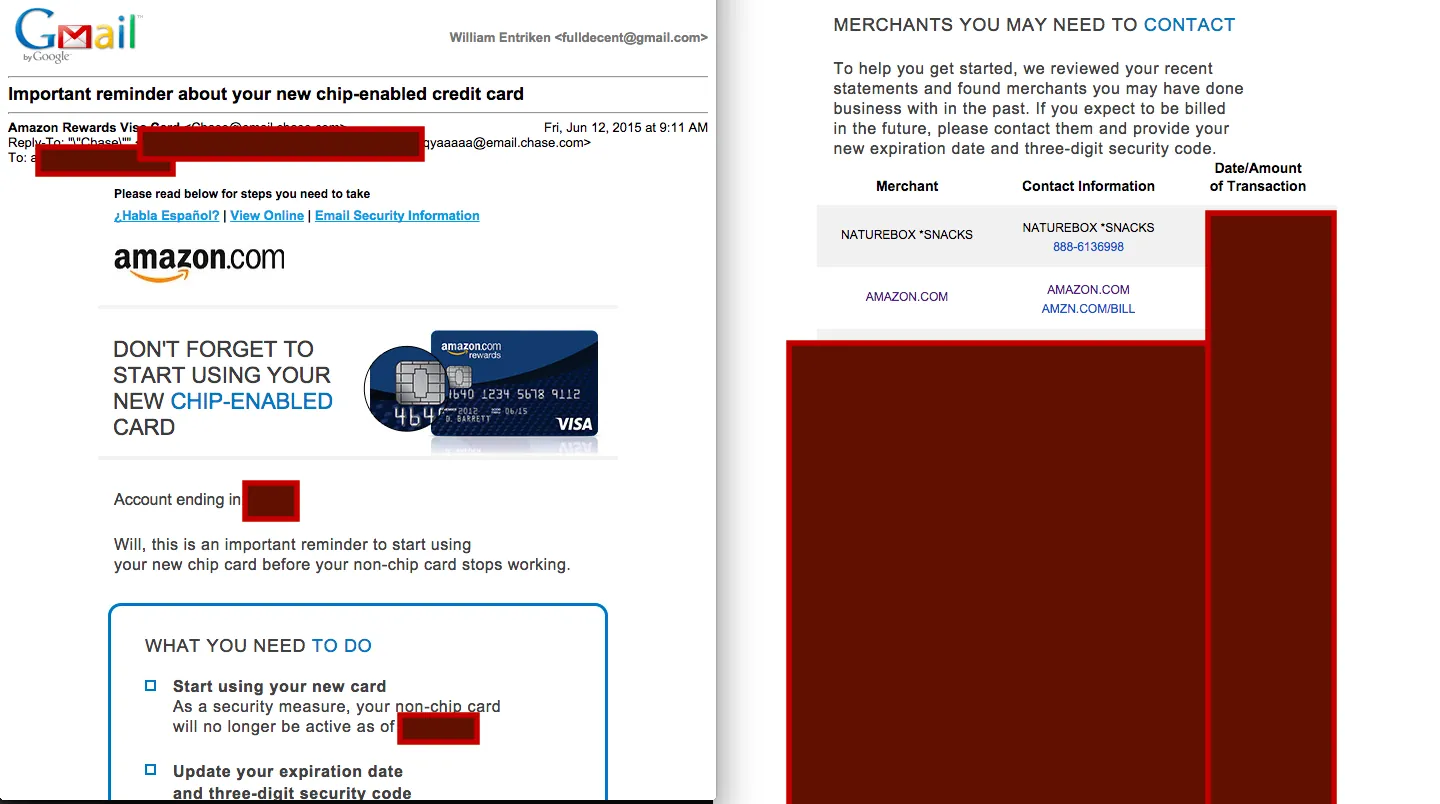 Gmail
by Google
William Entriken <fulldecent@gmail.com>
Important reminder about your new chip-enabled credit card
Amazon Rewards Visa Card <Chase@email.chase.com>
Fri, Jun 12, 2015 at 9:11 AM
Reply-To: "\"Chase\"" qyaaaaa@email.chase.com>
To: a
Please read below for steps you need to take
¿Habla Español? | View Online | Email Security Information
amazon.com
DON'T FORGET TO
START USING YOUR
NEW CHIP-ENABLED
CARD
amazon.com
rewards
4640 1234 5678 9112
2012 06/15
D. BARRETT
VISA
Account ending in
Will, this is an important reminder to start using
your new chip card before your non-chip card stops working.
WHAT YOU NEED TO DO
Start using your new card
As a security measure, your non-chip card
will no longer be active as of
Update your expiration date
and three-digit security code
MERCHANTS YOU MAY NEED TO CONTACT
To help you get started, we reviewed your recent
statements and found merchants you may have done
business with in the past. If you expect to be billed
in the future, please contact them and provide your
new expiration date and three-digit security code.
Merchant
Contact Information
Date/Amount
of Transaction
NATUREBOX *SNACKS
NATUREBOX *SNACKS
888-6136998
AMAZON.COM
AMAZON.COM
AMZN.COM/BILL